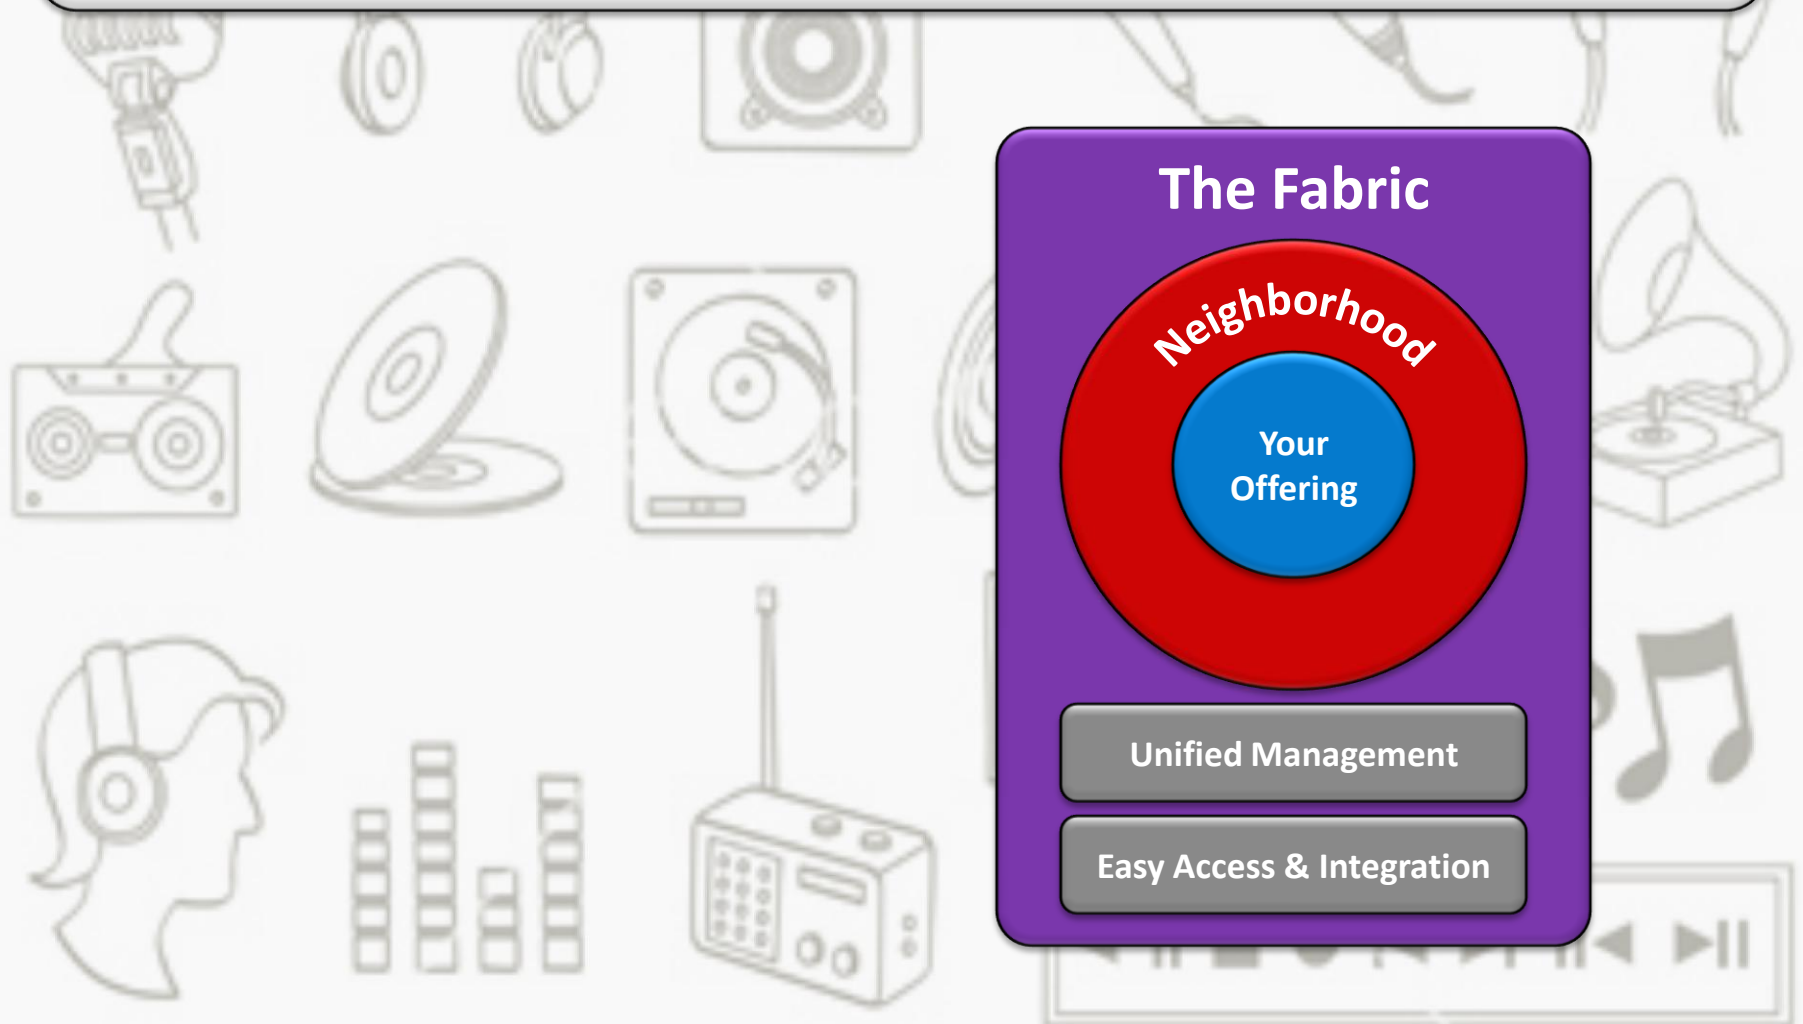 The Fabric
Neighborhood
Your
Offering
Unified Management
Easy Access & Integration